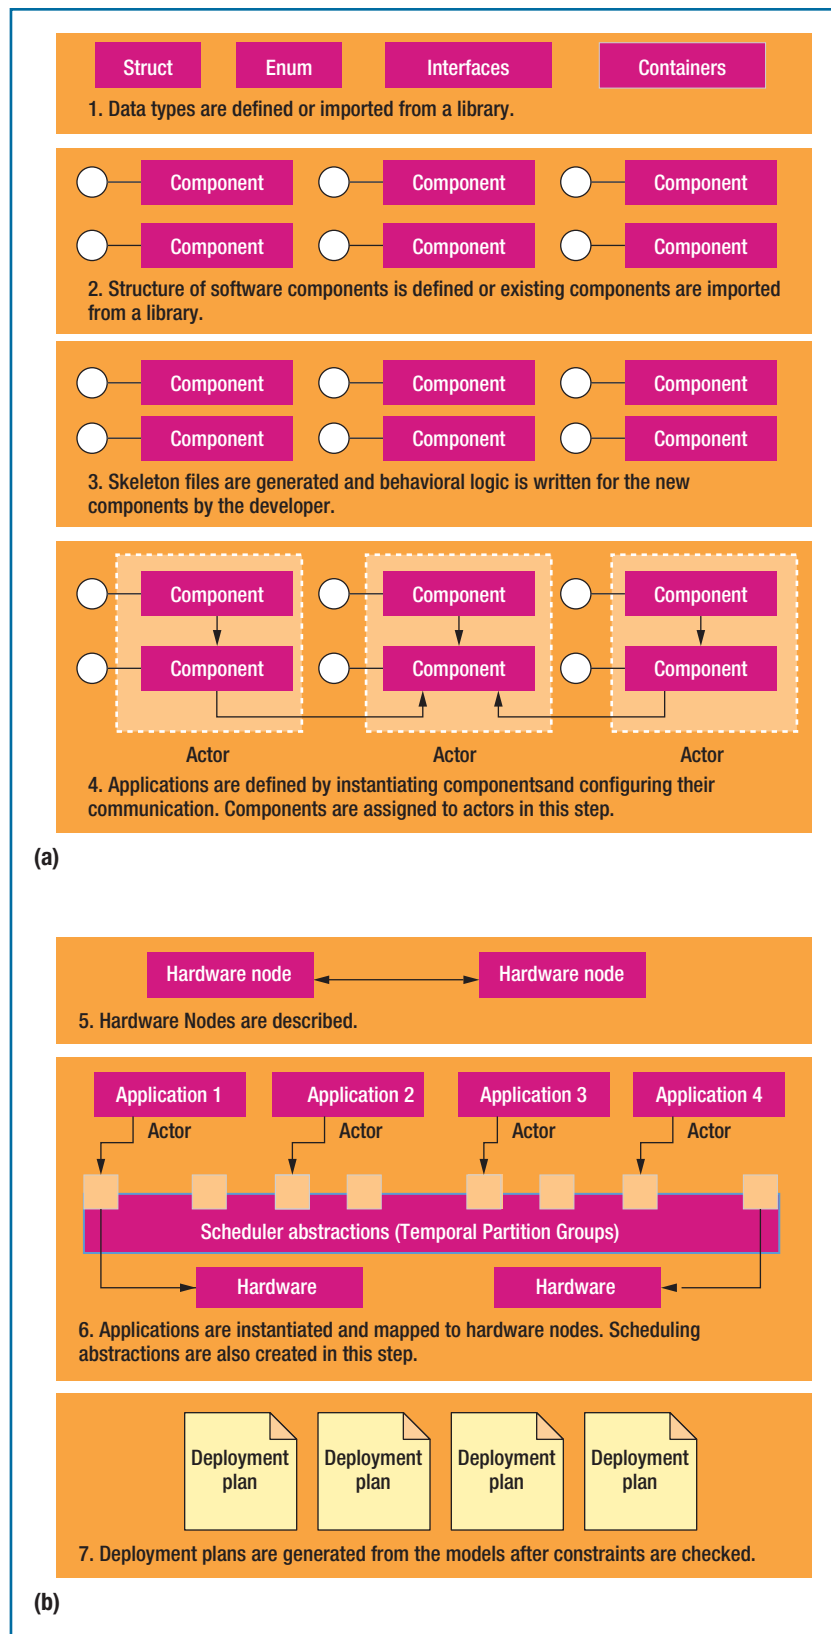 Struct Enum Interfaces Containers
1. Data types are defined or imported from a library.
Component Component Component
Component Component Component
2. Structure of software components is defined or existing components are imported
from a library.
Component Component Component
Component Component Component
3. Skeleton files are generated and behavioral logic is written for the new
components by the developer.
Component Component Component
Component Component Component
Actor Actor Actor
4. Applications are defined by instantiating componentsand configuring their
communication. Components are assigned to actors in this step.
(a)
Hardware node Hardware node
5. Hardware Nodes are described.
Application 1 Application 2 Application 3 Application 4
Actor Actor Actor Actor
Scheduler abstractions (Temporal Partition Groups)
Hardware Hardware
6. Applications are instantiated and mapped to hardware nodes. Scheduling
abstractions are also created in this step.
Deployment Deployment Deployment Deployment
plan plan plan plan
7. Deployment plans are generated from the models after constraints are checked.
(b)